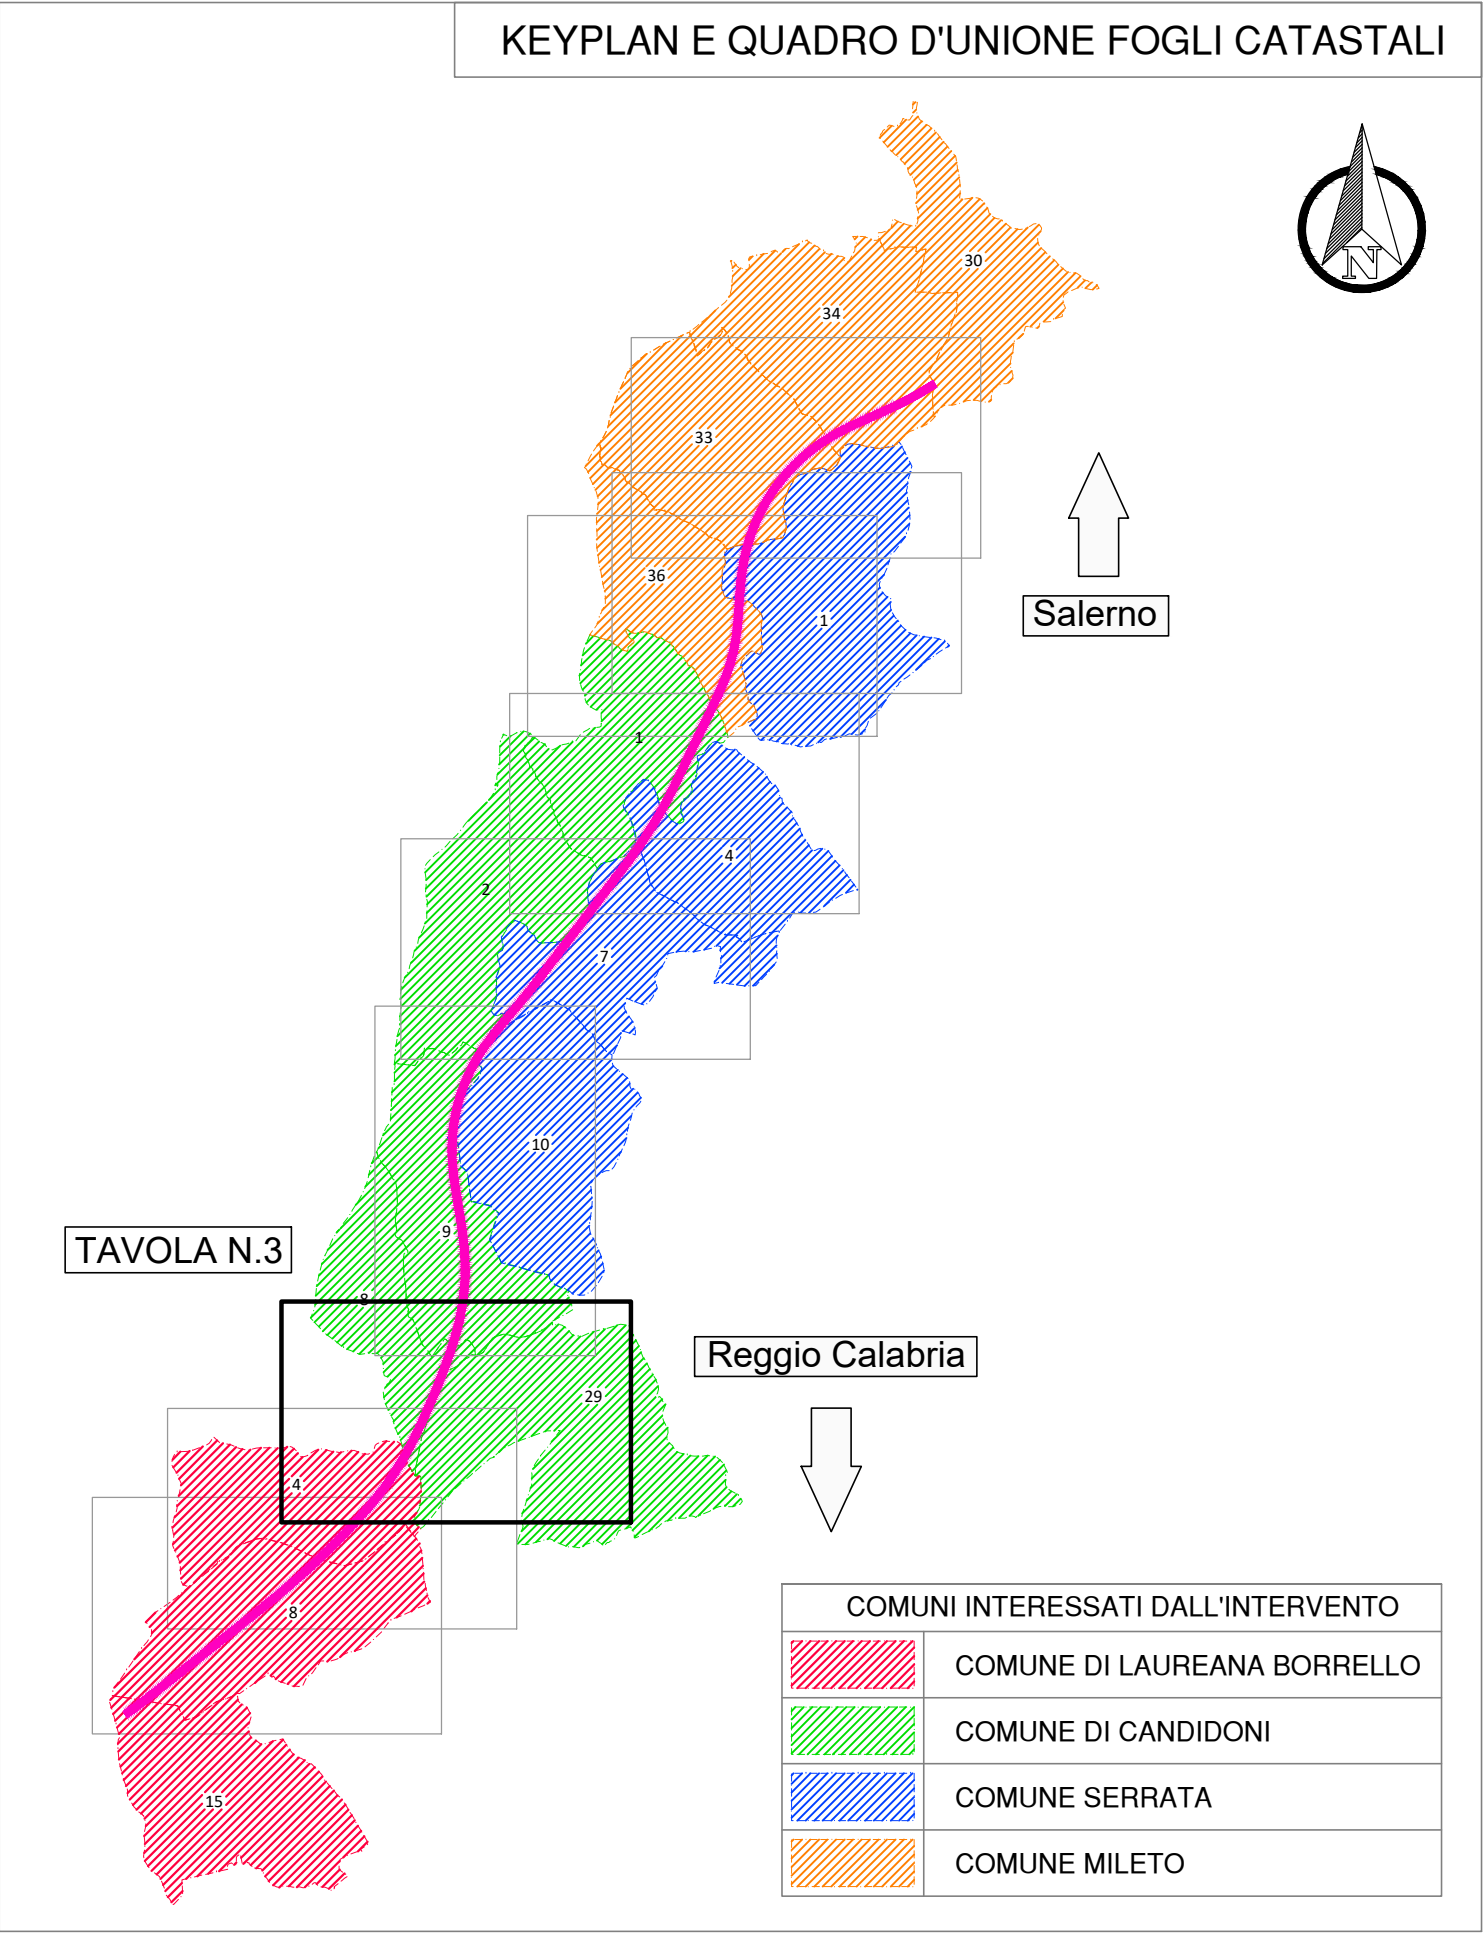 KEYPLAN E QUADRO D'UNIONE FOGLI CATASTALI
N
30
34
33
36
1
Salerno
1
4
2
7
10
9
TAVOLA N.3
8
Reggio Calabria
29
4
8
15
COMUNI INTERESSATI DALL'INTERVENTO
COMUNE DI LAUREANA BORRELLO
COMUNE DI CANDIDONI
COMUNE SERRATA
COMUNE MILETO